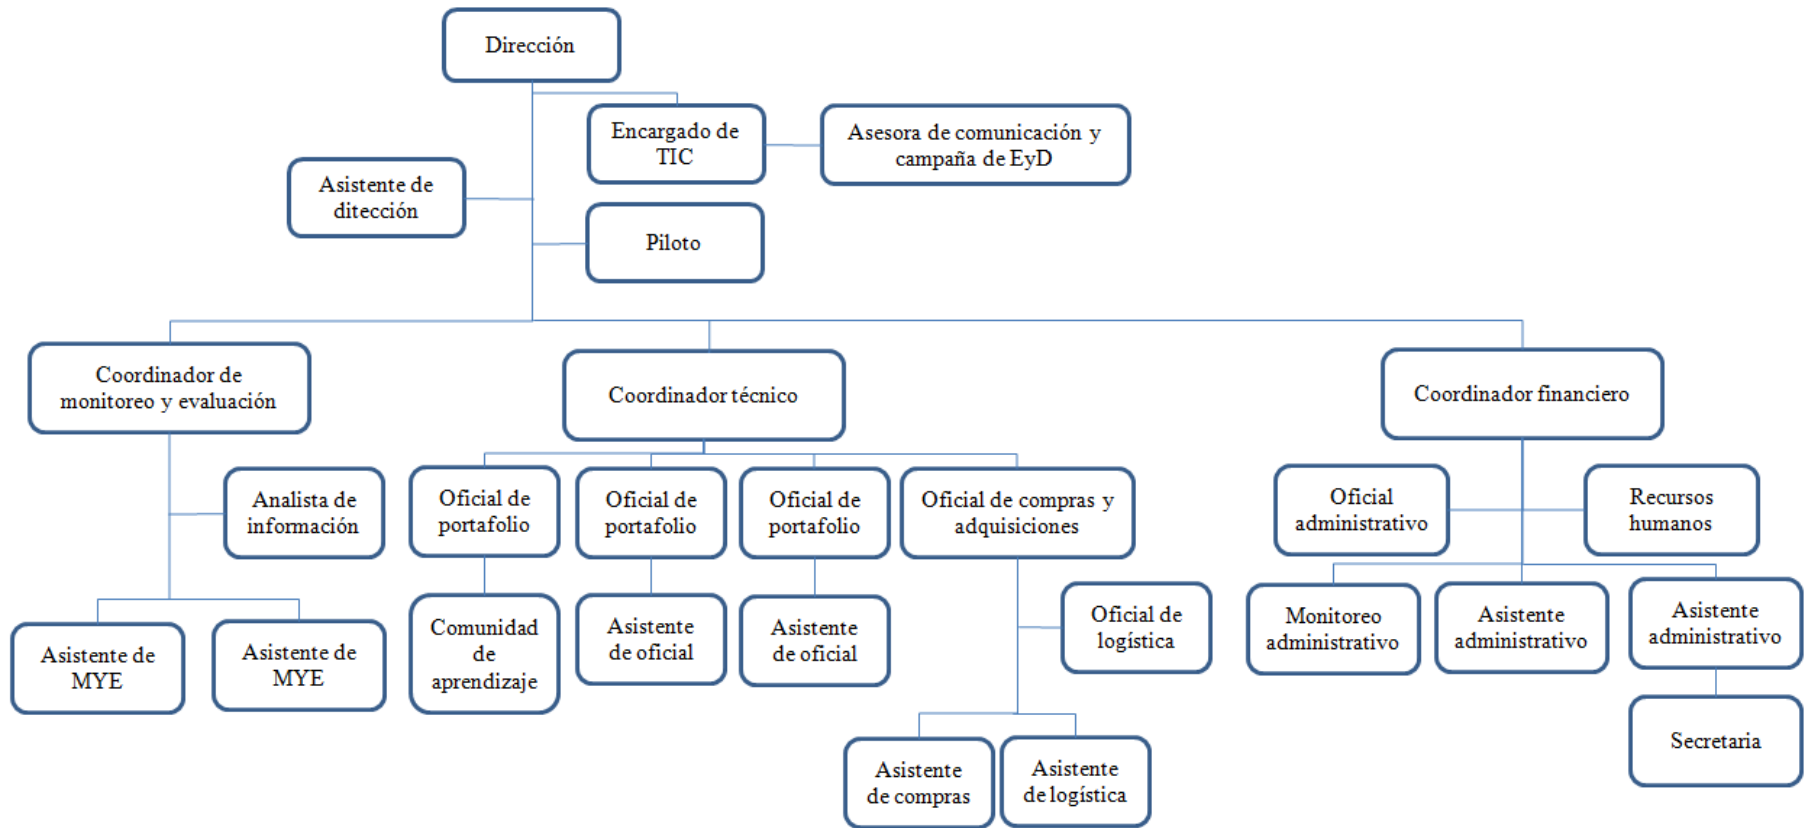 Dirección
Encargado de
TIC
Asesora de comunicación y
campaña de EyD
Asistente de
ditección
Piloto
Coordinador de
monitoreo y evaluación
Coordinador técnico
Coordinador financiero
Analista de
información
Oficial de
portafolio
Oficial de
portafolio
Oficial de
portafolio
Oficial de compras y
adquisiciones
Oficial
administrativo
Recursos
humanos
Asistente de
MYE
Asistente de
MYE
Comunidad
de
aprendizaje
Asistente
de oficial
Asistente
de oficial
Oficial de
logística
Monitoreo
administrativo
Asistente
administrativo
Asistente
administrativo
Asistente
de compras
Asistente
de logística
Secretaria